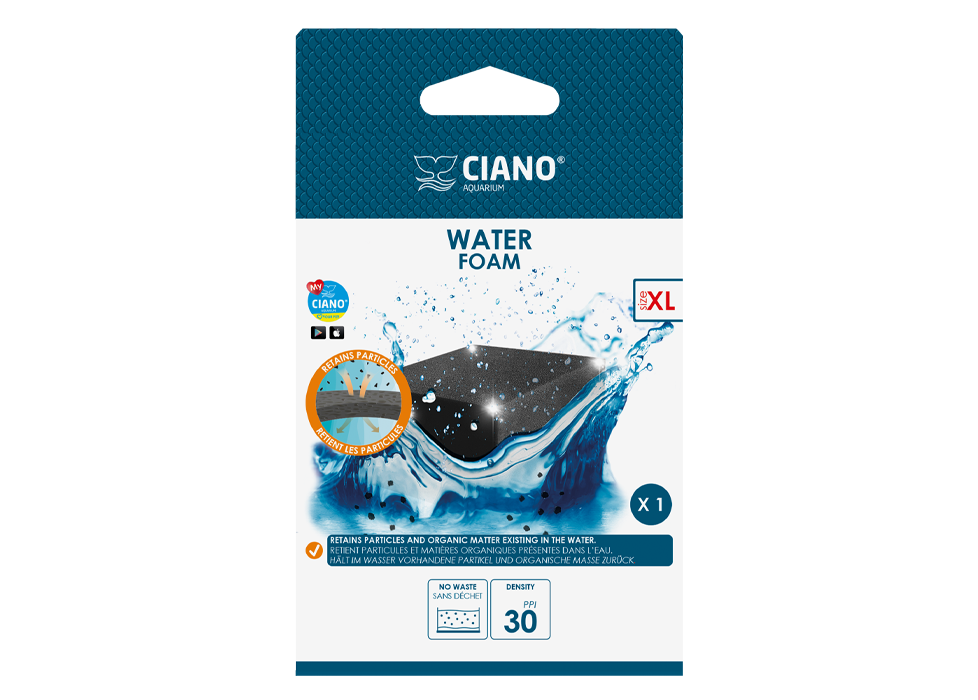 CIANO®
AQUARIUM
WATER
FOAM
MY
CIANO®
size XL
RETAINS PARTICLES
RETIENT LES PARTICULES
X 1
RETAINS PARTICLES AND ORGANIC MATTER EXISTING IN THE WATER.
RETIENT PARTICULES ET MATIÈRES ORGANIQUES PRÉSENTES DANS L'EAU.
HÄLT IM WASSER VORHANDENE PARTIKEL UND ORGANISCHE MASSE ZURÜCK.
NO WASTE
SANS DÉCHET
DENSITY
PPI
30